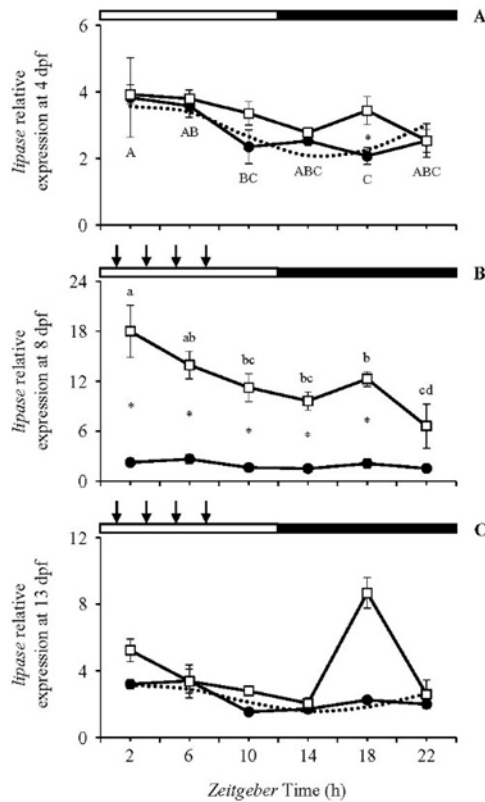 A
lipase relative
expression at 4 dpf
6
4
2
0
A
AB
BC
ABC
*
C
ABC
B
lipase relative
expression at 8 dpf
24
18
12
6
0
a
ab
bc
bc
b
cd
*
*
*
*
*
C
lipase relative
expression at 13 dpf
12
8
4
0
2 6 10 14 18 22
Zeitgeber Time (h)